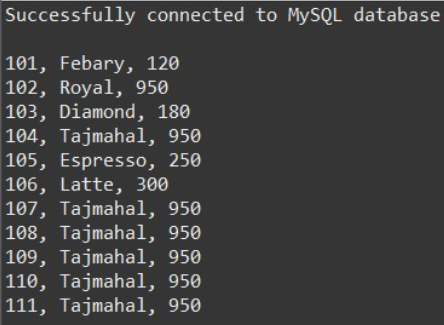 Successfully connected to MySQL database
101, Febary, 120
102, Royal, 950
103, Diamond, 180
104, Tajmahal, 950
105, Espresso, 250
106, Latte, 300
107, Tajmahal, 950
108, Tajmahal, 950
109, Tajmahal, 950
110, Tajmahal, 950
111, Tajmahal, 950